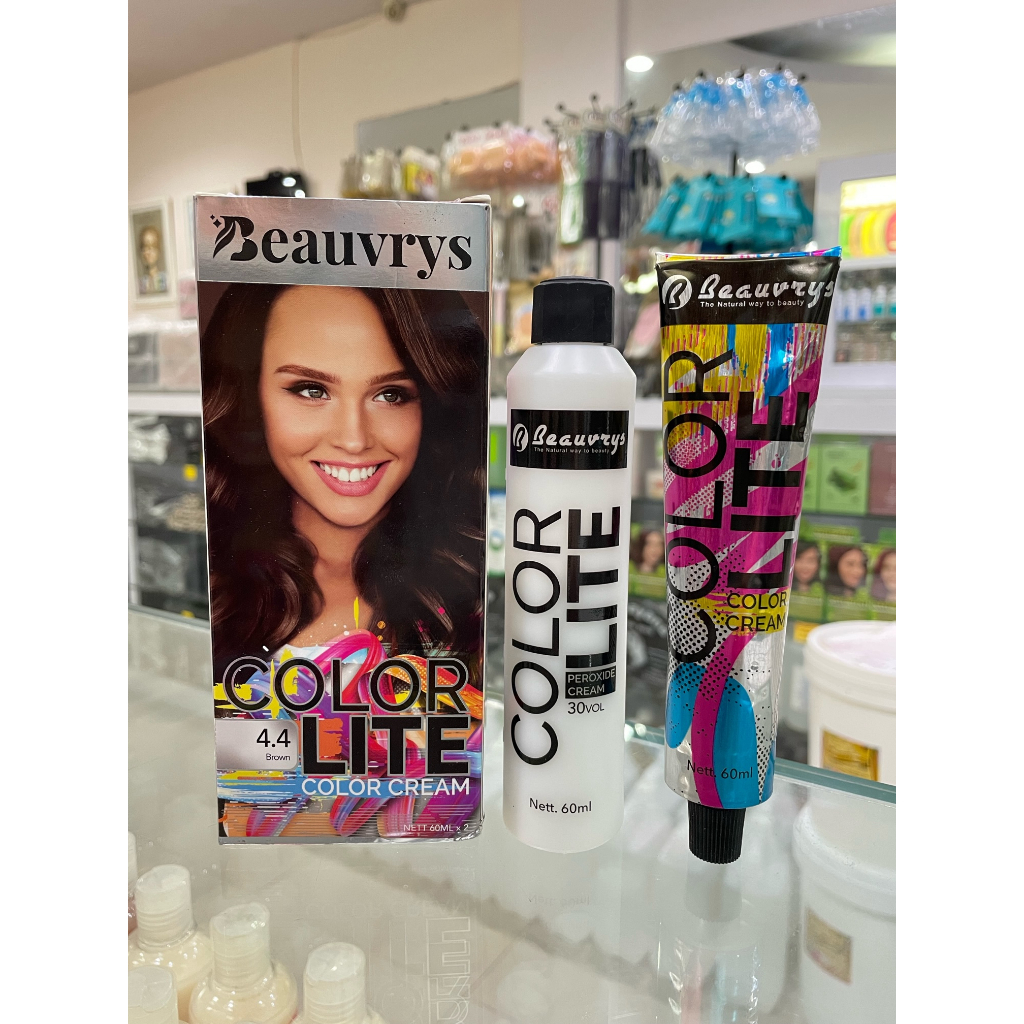 Beauvrys
COLOR
LITE
4.4
Brown
COLOR CREAM
NETT 60ML x 2
Beauvrys
The Natural way to beauty
COLOR
LITE
PEROXIDE
CREAM
30VOL
Nett. 60ml
Beauvrys
The Natural way to beauty
COLOR
LITE
COLOR
CREAM
Nett. 60ml